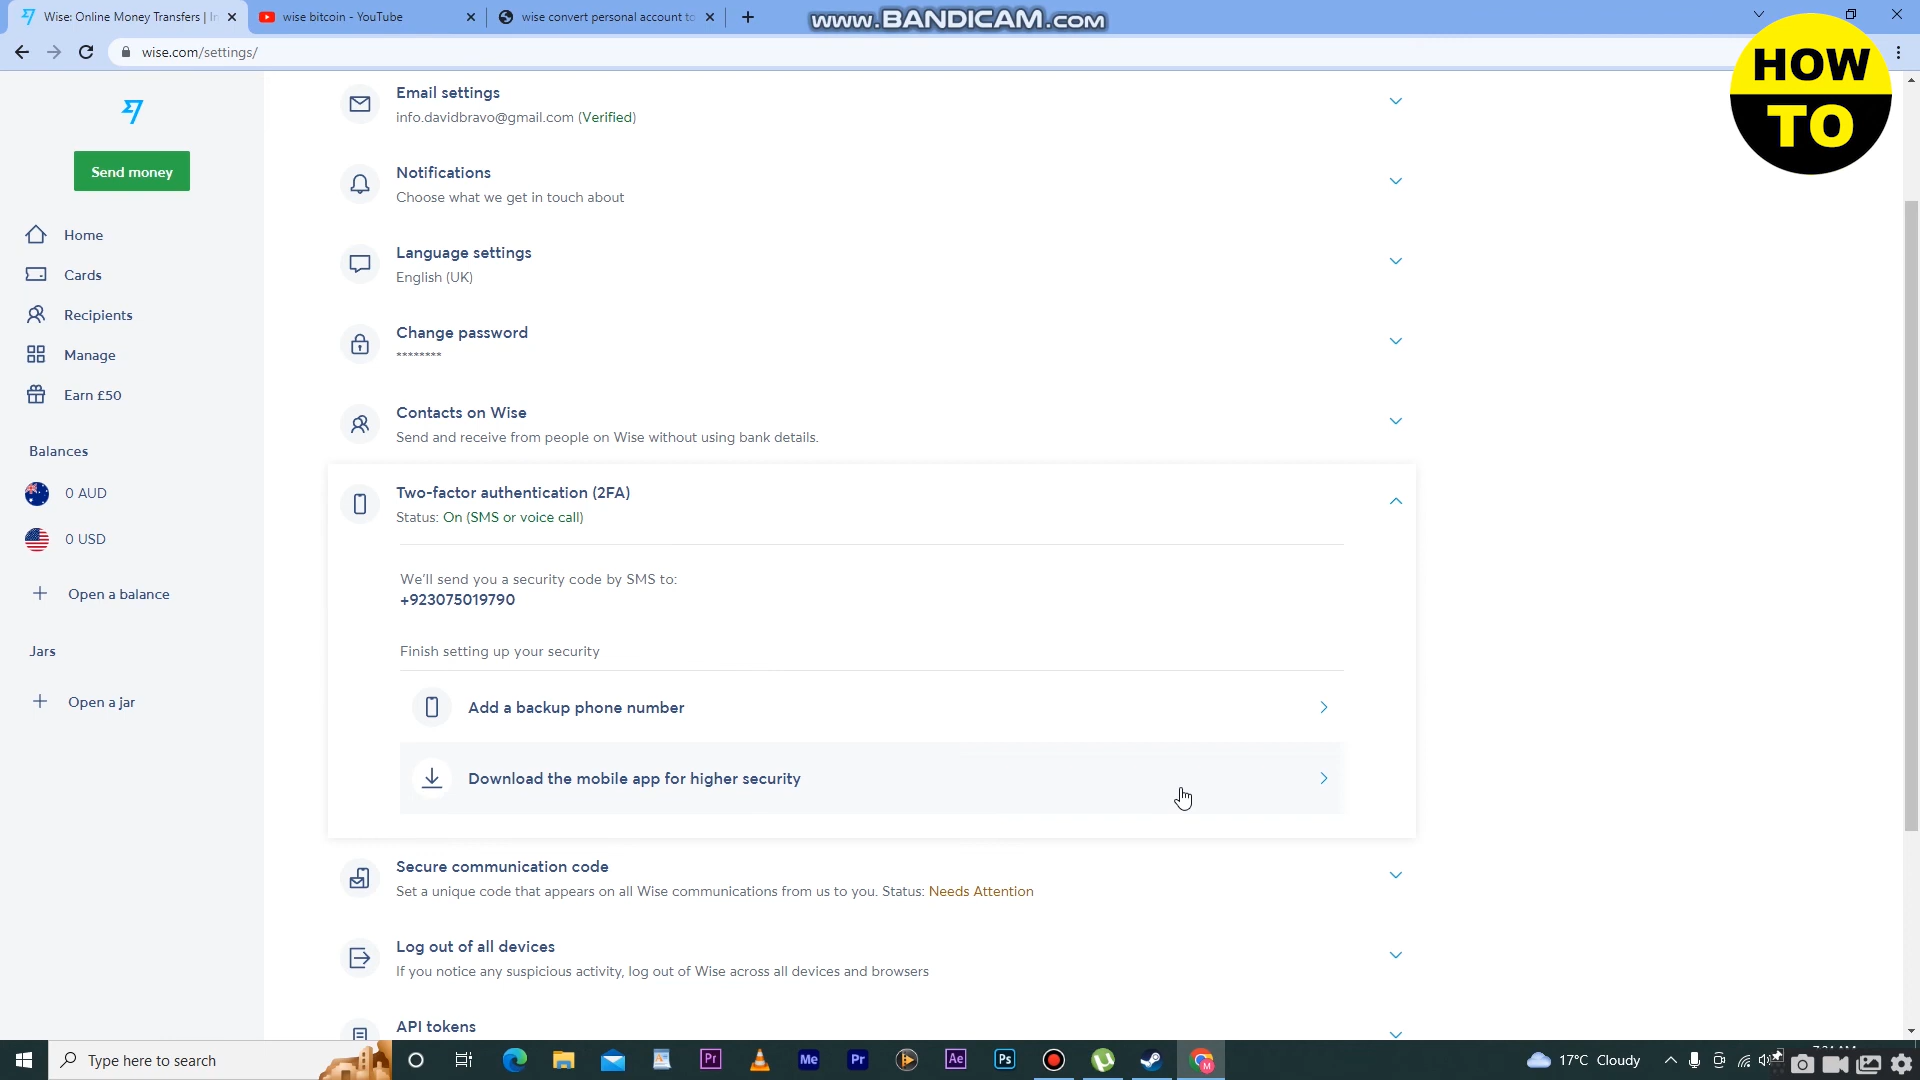 Wise: Online Money Transfers | In
wise bitcoin - YouTube
wise convert personal account to
www.BANDICAM.com
wise.com/settings/
HOW
TO
Send money
Home
Cards
Recipients
Manage
Earn £50
Balances
0 AUD
0 USD
Open a balance
Jars
Open a jar
Email settings
info.davidbravo@gmail.com (Verified)
Notifications
Choose what we get in touch about
Language settings
English (UK)
Change password
********
Contacts on Wise
Send and receive from people on Wise without using bank details.
Two-factor authentication (2FA)
Status: On (SMS or voice call)
We'll send you a security code by SMS to:
+923075019790
Finish setting up your security
Add a backup phone number
Download the mobile app for higher security
Secure communication code
Set a unique code that appears on all Wise communications from us to you. Status: Needs Attention
Log out of all devices
If you notice any suspicious activity, log out of Wise across all devices and browsers
API tokens
Type here to search
Pr
Me
Pr
Ae
Ps
M
17°C Cloudy